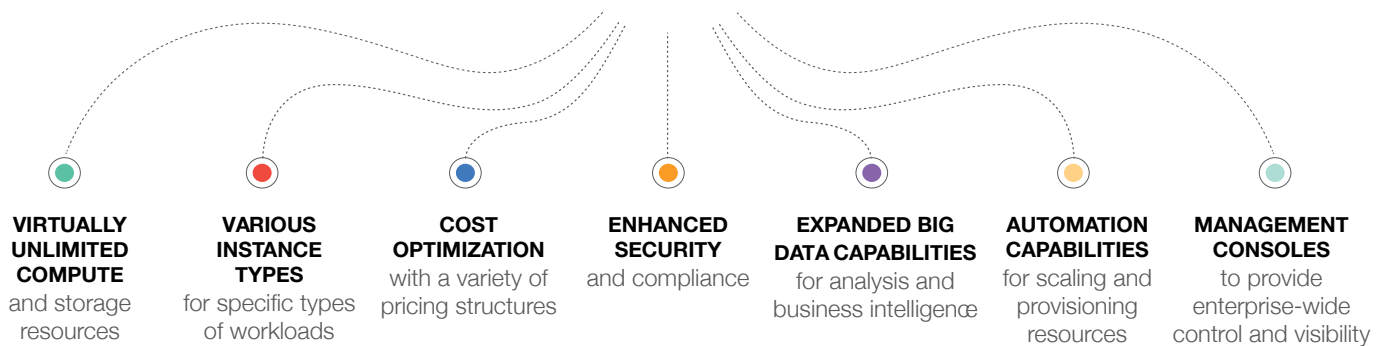 VIRTUALLY
UNLIMITED
COMPUTE
and storage
resources
VARIOUS
INSTANCE
TYPES
for specific types
of workloads
COST
OPTIMIZATION
with a variety of
pricing structures
ENHANCED
SECURITY
and compliance
EXPANDED BIG
DATA CAPABILITIES
for analysis and
business intelligence
AUTOMATION
CAPABILITIES
for scaling and
provisioning
resources
MANAGEMENT
CONSOLES
to provide
enterprise-wide
control and visibility